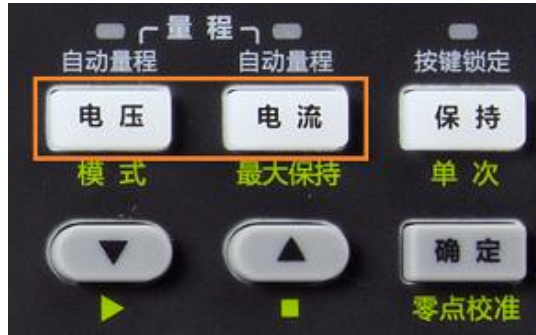 量 程
自动量程 自动量程 按键锁定
电 压 电 流 保 持
模 式 最大保持 单 次
确 定
零点校准